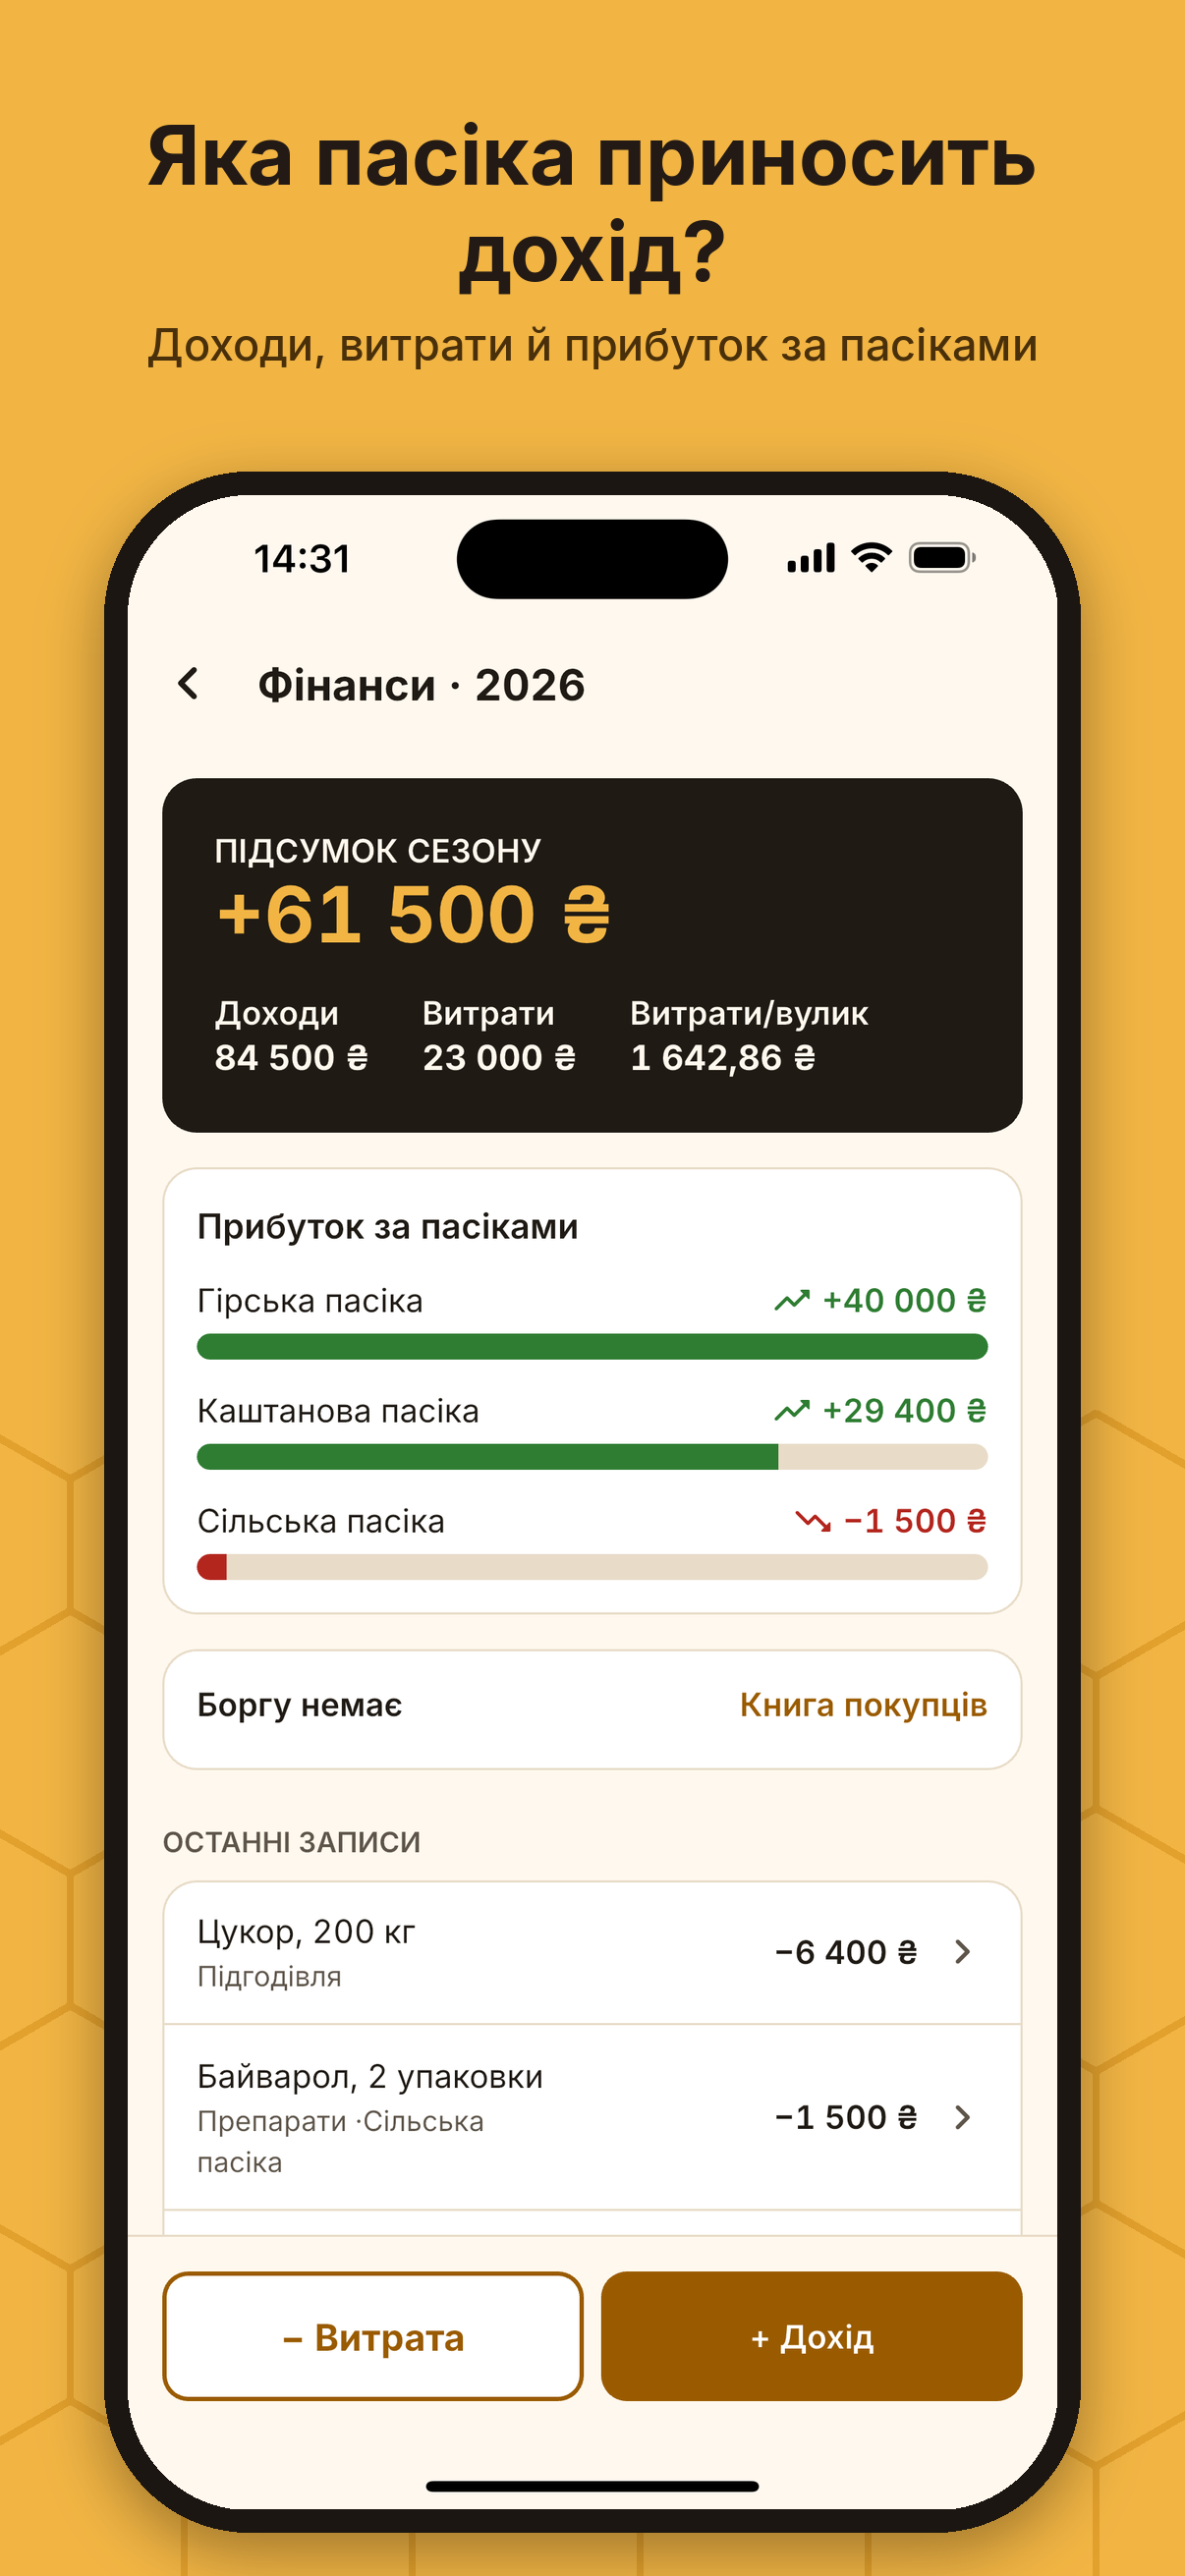 Яка пасіка приносить
дохід?
Доходи, витрати й прибуток за пасіками
14:31
Фінанси · 2026
ПІДСУМОК СЕЗОНУ
+61 500 ₴
Доходи Витрати Витрати/вулик
84 500 ₴ 23 000 ₴ 1 642,86 ₴
Прибуток за пасіками
Гірська пасіка +40 000 ₴
Каштанова пасіка +29 400 ₴
Сільська пасіка −1 500 ₴
Боргу немає Книга покупців
ОСТАННІ ЗАПИСИ
Цукор, 200 кг
Підгодівля
−6 400 ₴
Байварол, 2 упаковки
Препарати ·Сільська
пасіка
−1 500 ₴
− Витрата + Дохід